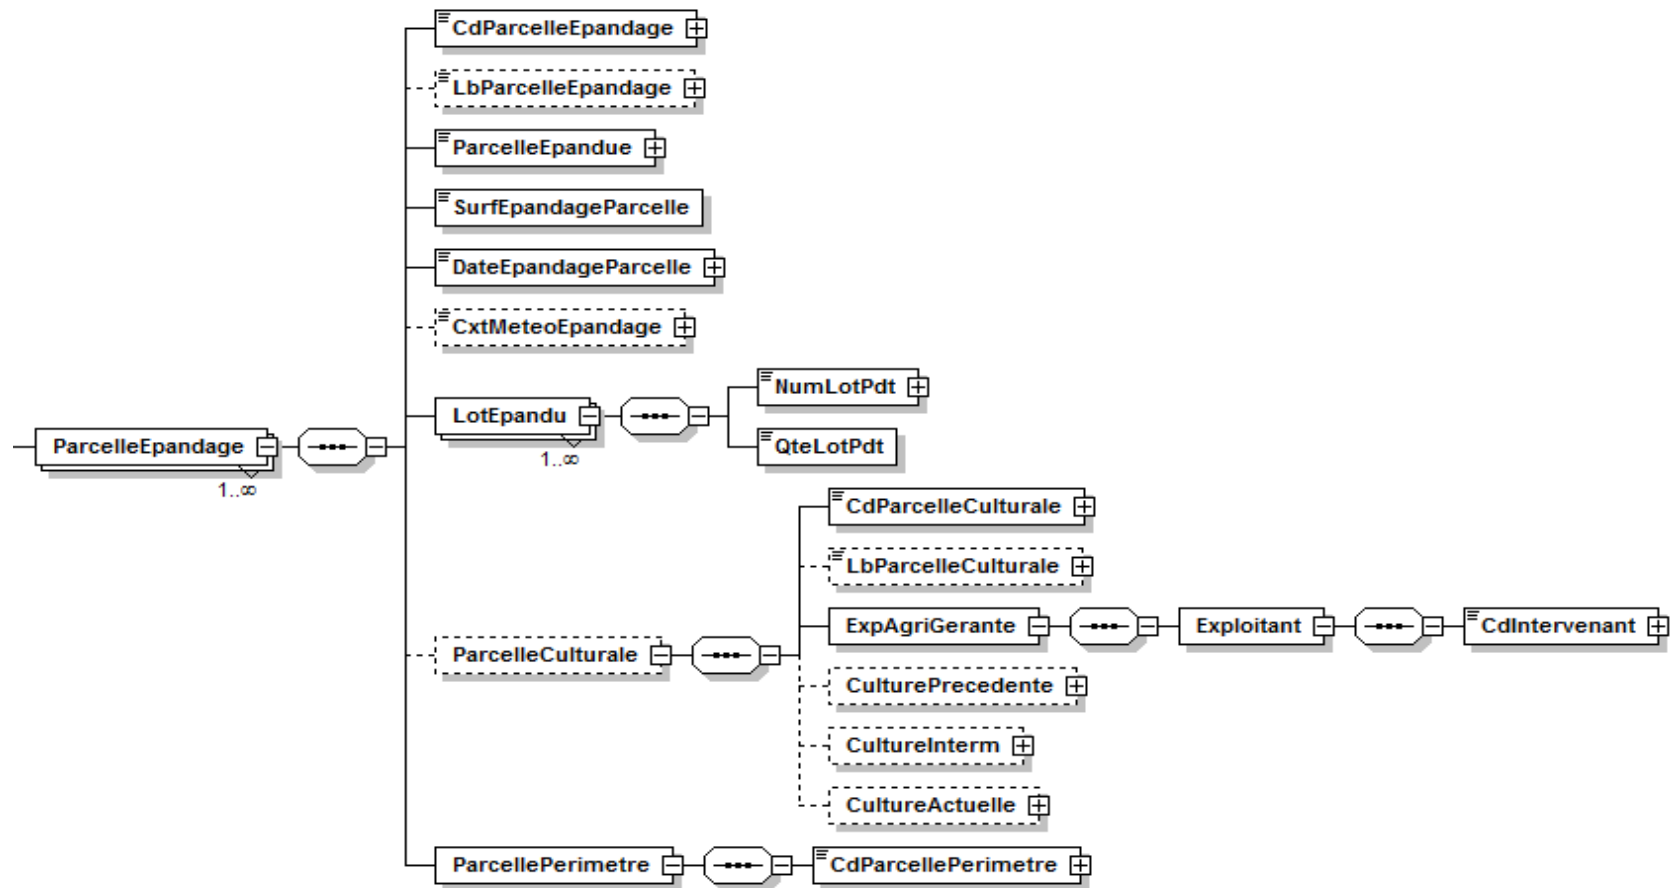 CdParcelleEpandage
LbParcelleEpandage
ParcelleEpandue
SurfEpandageParcelle
DateEpandageParcelle
CxtMeteoEpandage
NumLotPdt
LotEpandu
1..∞
QteLotPdt
ParcelleEpandage
1..∞
CdParcelleCulturale
LbParcelleCulturale
ExpAgriGerante
Exploitant
CdIntervenant
ParcelleCulturale
CulturePrecedente
CultureInterm
CultureActuelle
ParcellePerimetre
CdParcellePerimetre